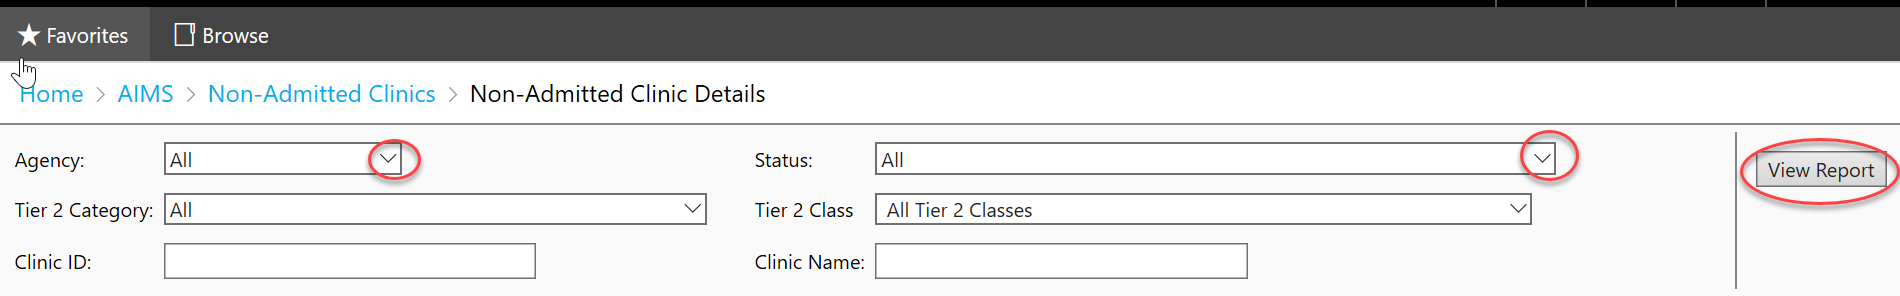 Favorites Browse
Home > AIMS > Non-Admitted Clinics > Non-Admitted Clinic Details
Agency: All Status: All View Report
Tier 2 Category: All Tier 2 Class All Tier 2 Classes
Clinic ID: Clinic Name: